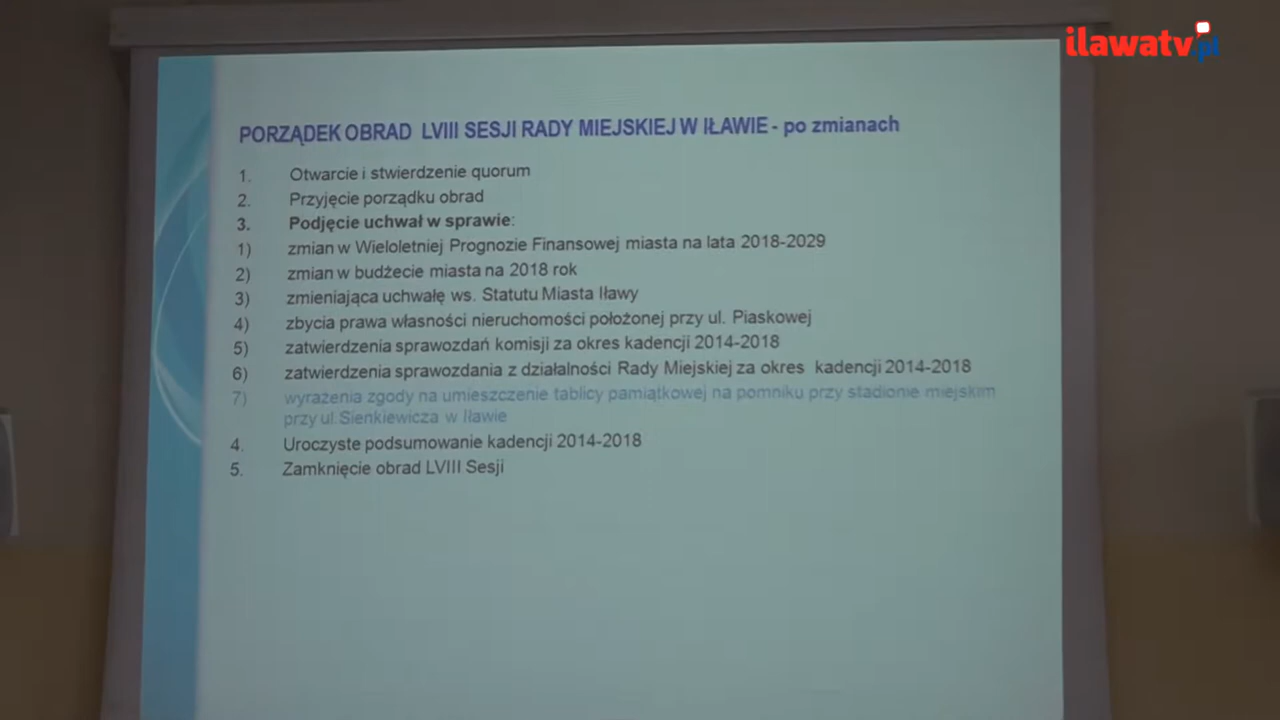 ilawatv.pl
PORZĄDEK OBRAD LVIII SESJI RADY MIEJSKIEJ W IŁAWIE - po zmianach
1. Otwarcie i stwierdzenie quorum
2. Przyjęcie porządku obrad
3. Podjęcie uchwał w sprawie:
1) zmian w Wieloletniej Prognozie Finansowej miasta na lata 2018-2029
2) zmian w budżecie miasta na 2018 rok
3) zmieniająca uchwałę ws. Statutu Miasta Iławy
4) zbycia prawa własności nieruchomości położonej przy ul. Piaskowej
5) zatwierdzenia sprawozdań komisji za okres kadencji 2014-2018
6) zatwierdzenia sprawozdania z działalności Rady Miejskiej za okres kadencji 2014-2018
7) wyrażenia zgody na umieszczenie tablicy pamiątkowej na pomniku przy stadionie miejskim
przy ul. Sienkiewicza w Iławie
4. Uroczyste podsumowanie kadencji 2014-2018
5. Zamknięcie obrad LVIII Sesji